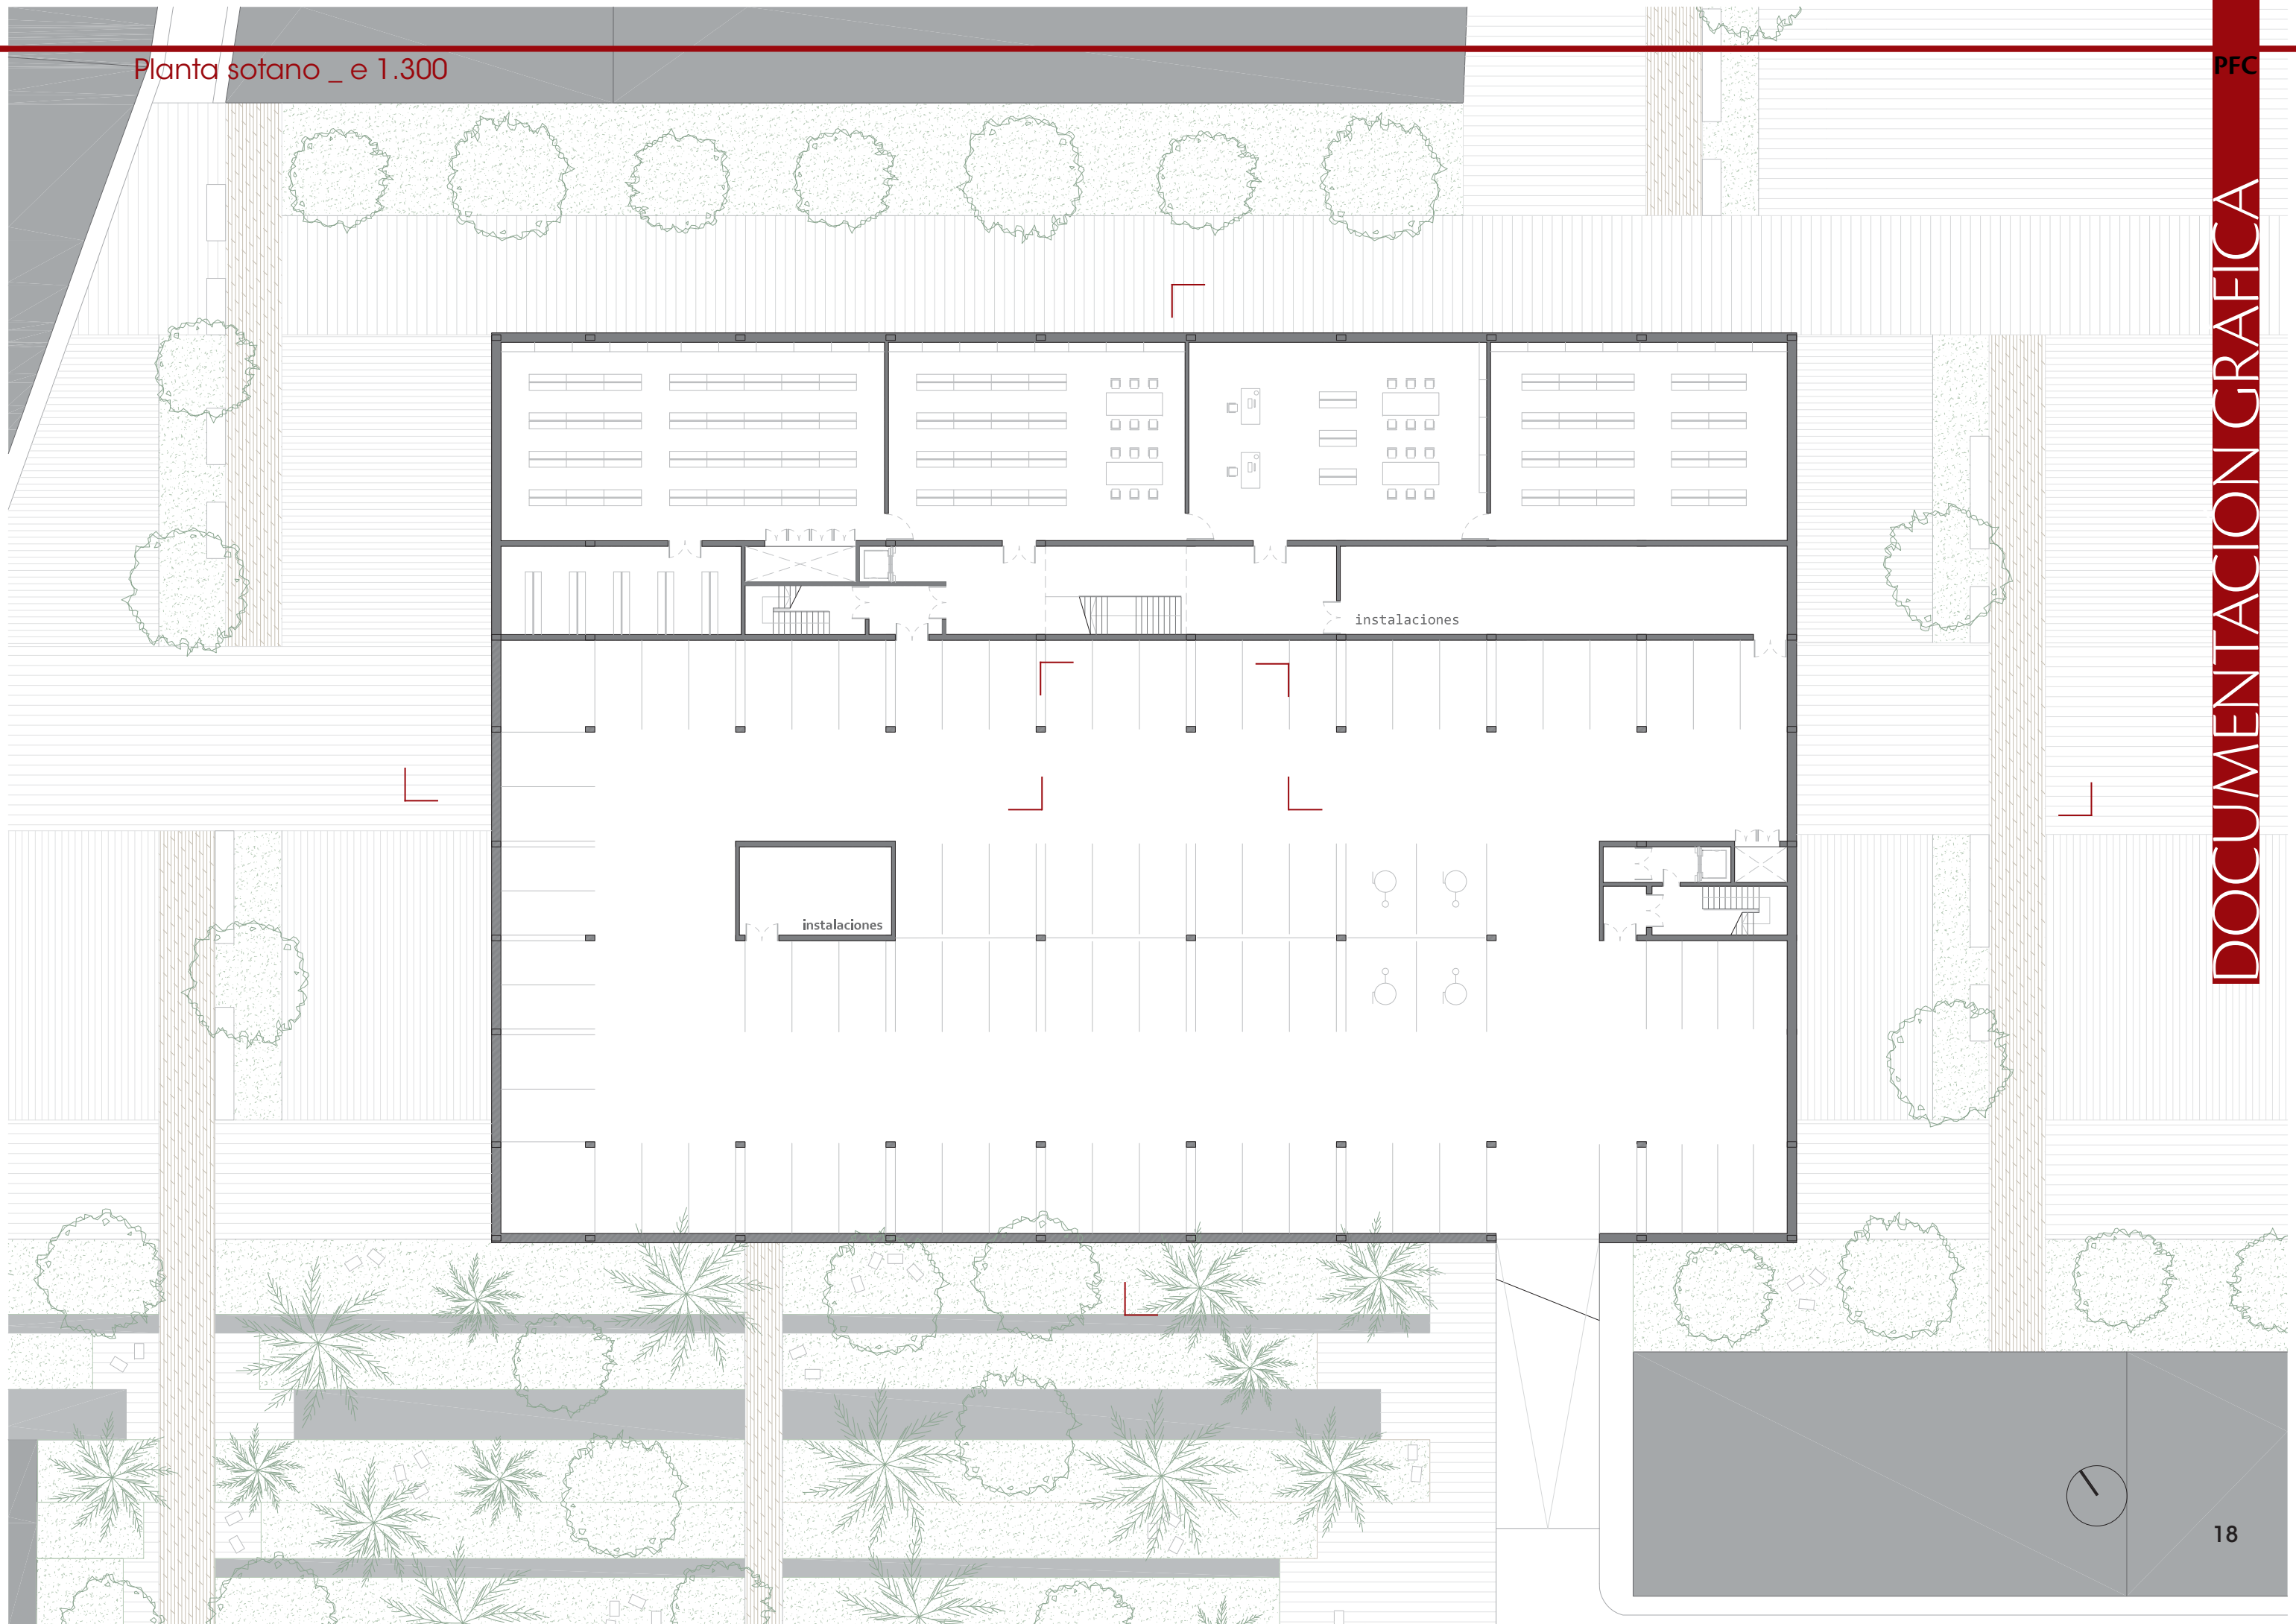 Planta sotano _ e 1.300
PFC
DOCUMENTACION GRAFICA
instalaciones
instalaciones
18